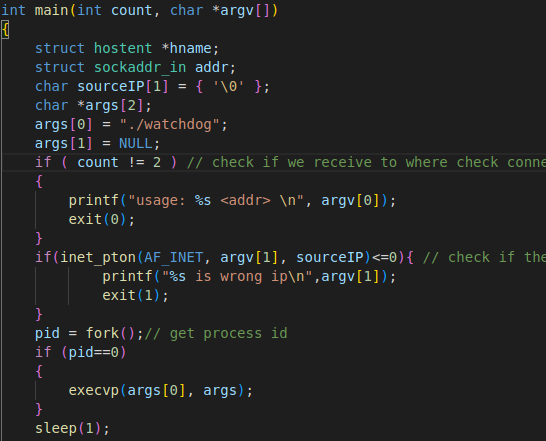 int main(int count, char *argv[])
{
struct hostent *hname;
struct sockaddr_in addr;
char sourceIP[1] = { '\0' };
char *args[2];
args[0] = "./watchdog";
args[1] = NULL;
if ( count != 2 ) // check if we receive to where check conne
{
printf("usage: %s <addr> \n", argv[0]);
exit(0);
}
if(inet_pton(AF_INET, argv[1], sourceIP)<=0){ // check if the
printf("%s is wrong ip\n",argv[1]);
exit(1);
}
pid = fork();// get process id
if (pid==0)
{
execvp(args[0], args);
}
sleep(1);